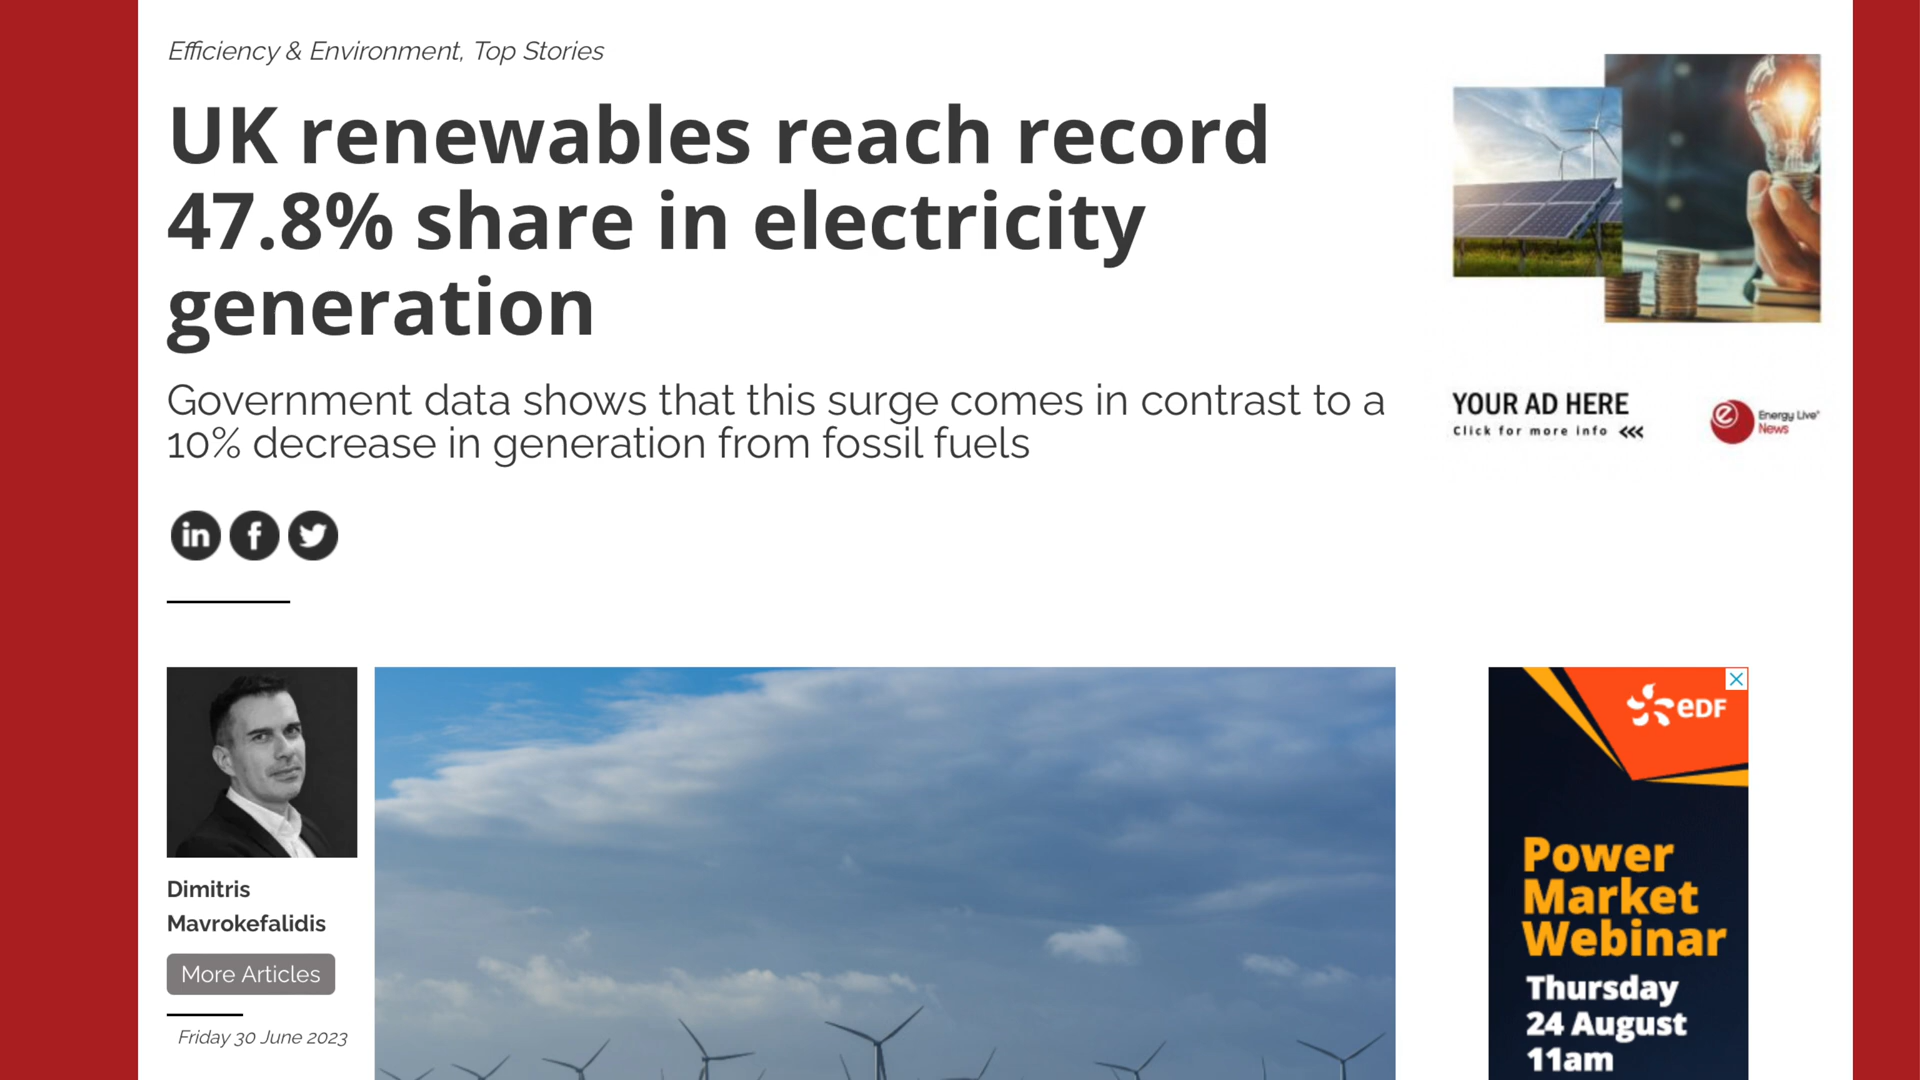 Efficiency & Environment, Top Stories
UK renewables reach record
47.8% share in electricity
generation
Government data shows that this surge comes in contrast to a
10% decrease in generation from fossil fuels
in f
Dimitris
Mavrokefalidis
More Articles
Friday 30 June 2023
YOUR AD HERE
Click for more info
e Energy Live
News
eDF
Power
Market
Webinar
Thursday
24 August
11am